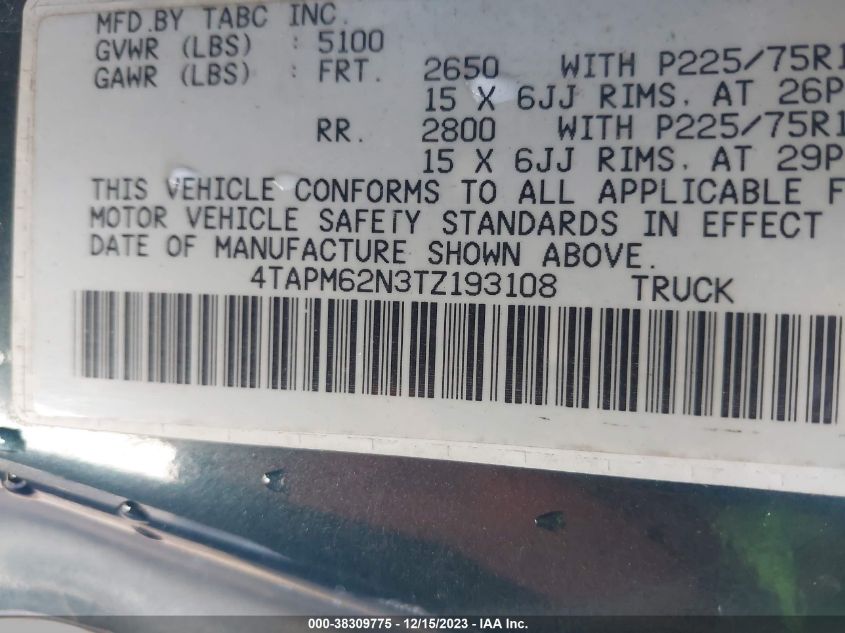 MFD.BY TABC INC.
GVWR (LBS) : 5100
GAWR (LBS) : FRT. 2650 WITH P225/75R1
15 X 6JJ RIMS. AT 26P
RR. 2800 WITH P225/75R1
15 X 6JJ RIMS. AT 29P
THIS VEHICLE CONFORMS TO ALL APPLICABLE F
MOTOR VEHICLE SAFETY STANDARDS IN EFFECT
DATE OF MANUFACTURE SHOWN ABOVE.
4TAPM62N3TZ193108 TRUCK
000-38309775 - 12/15/2023 - IAA Inc.